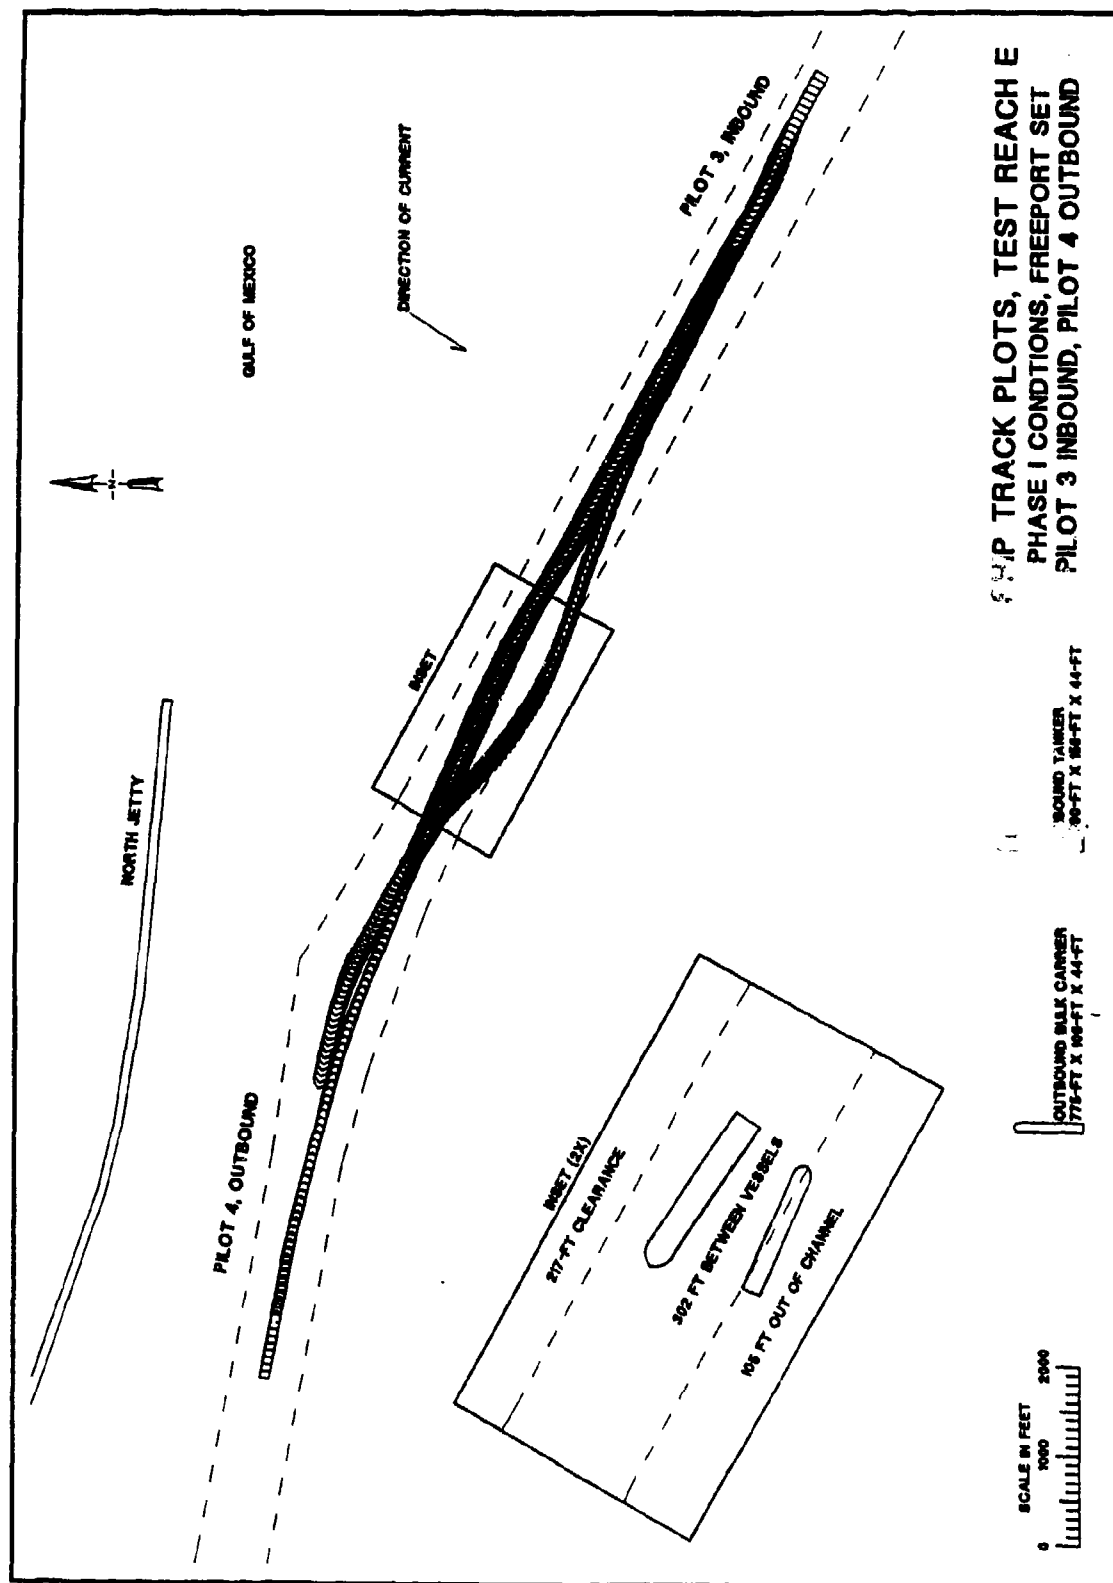 NORTH JETTY
GULF OF MEXICO
N
DIRECTION OF CURRENT
PILOT 4, OUTBOUND
INSET
PILOT 3, INBOUND
INSET (2X)
217-FT CLEARANCE
302 FT BETWEEN VESSELS
105 FT OUT OF CHANNEL
SCALE IN FEET
0 1000 2000
OUTBOUND BULK CARRIER
775-FT X 106-FT X 44-FT
BOUND TANKER
X 44-FT
TRACK PLOTS, TEST REACH E
PHASE I CONDTIONS, FREEPORT SET
PILOT 3 INBOUND, PILOT 4 OUTBOUND